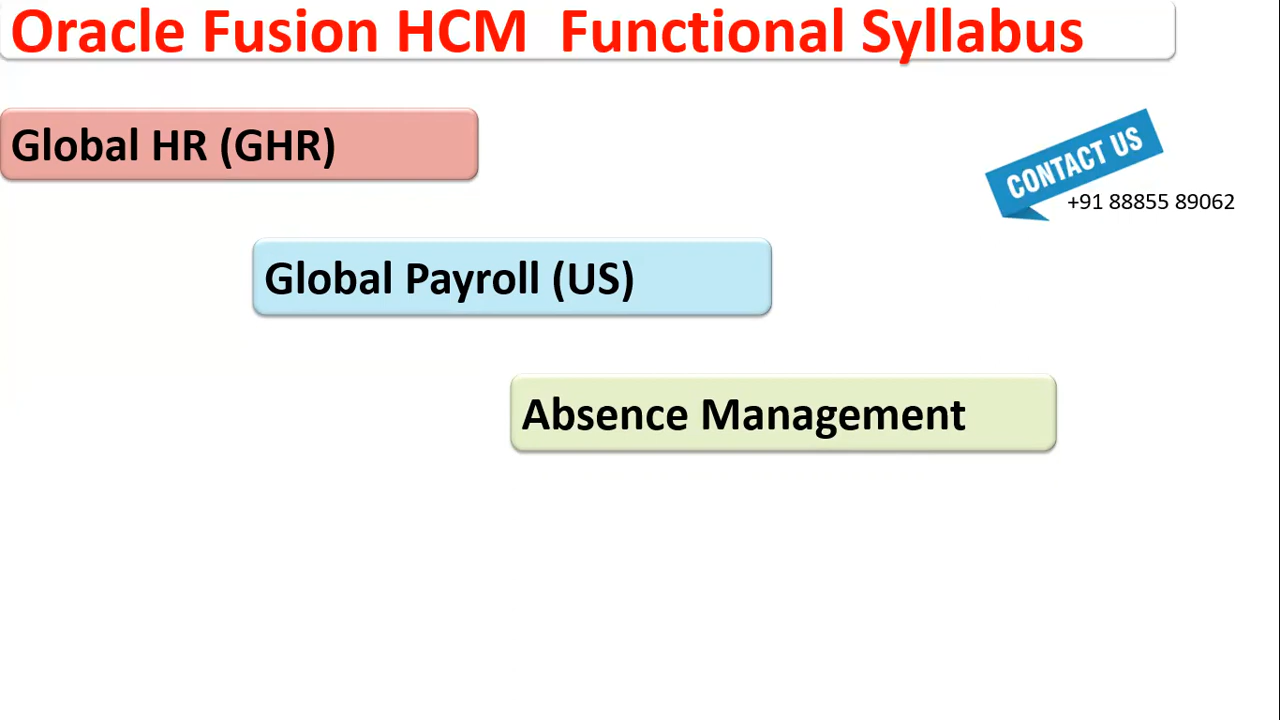 Oracle Fusion HCM  Functional Syllabus
Global HR (GHR)
CONTACT US
+91 88855 89062
Global Payroll (US)
Absence Management